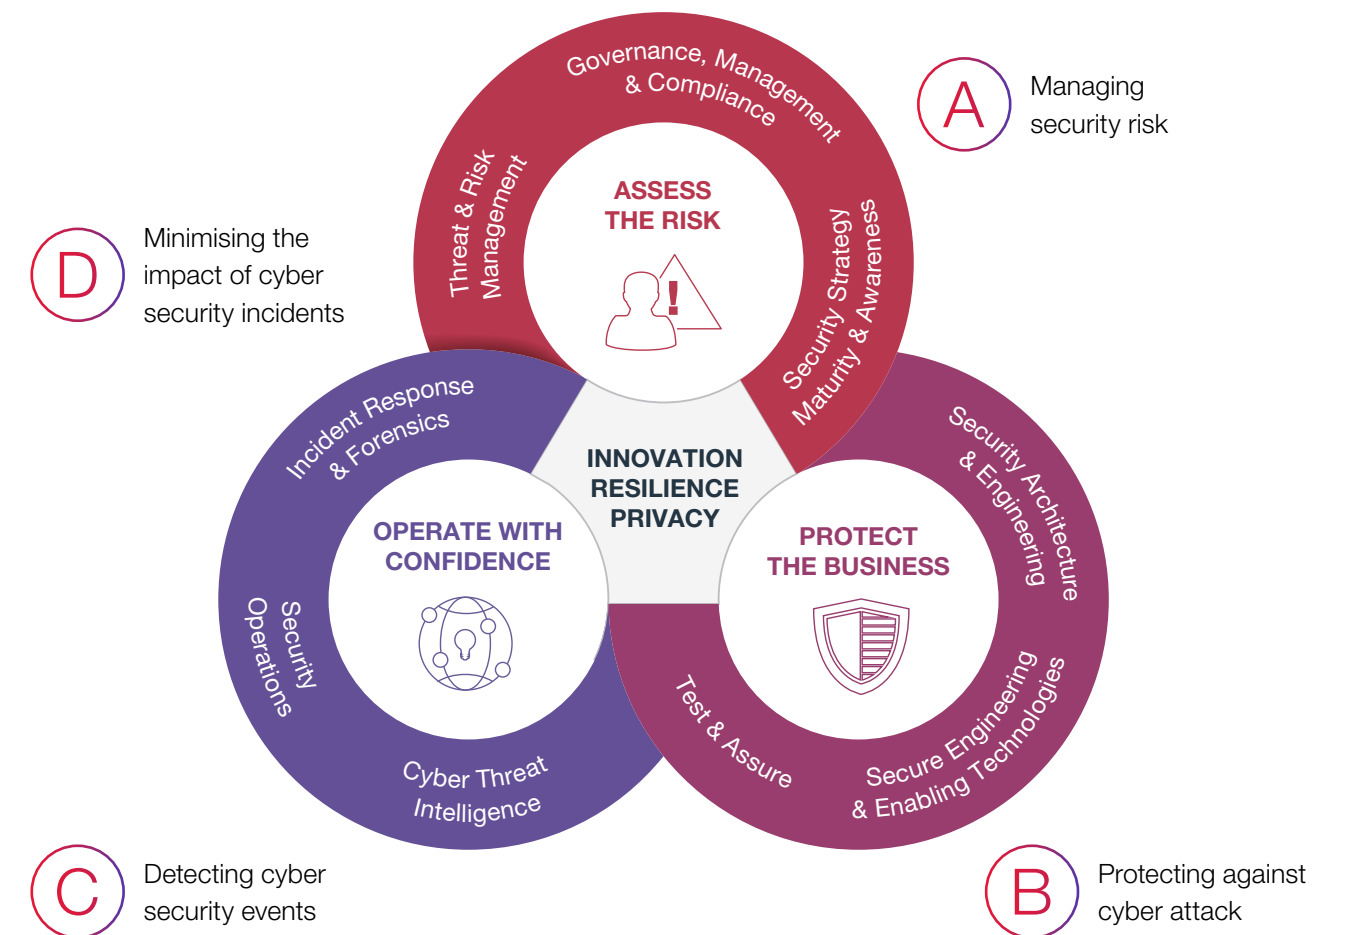 Governance, Management
& Compliance
Threat & Risk
Management
Security Strategy
Maturity & Awareness
ASSESS
THE RISK
A
Managing
security risk
D
Minimising the
impact of cyber
security incidents
INNOVATION
RESILIENCE
PRIVACY
Incident Response
& Forensics
Security
Operations
Cyber Threat
Intelligence
OPERATE WITH
CONFIDENCE
PROTECT
THE BUSINESS
Security Architecture
& Engineering
Secure Engineering
& Enabling Technologies
Test & Assure
C
Detecting cyber
security events
B
Protecting against
cyber attack